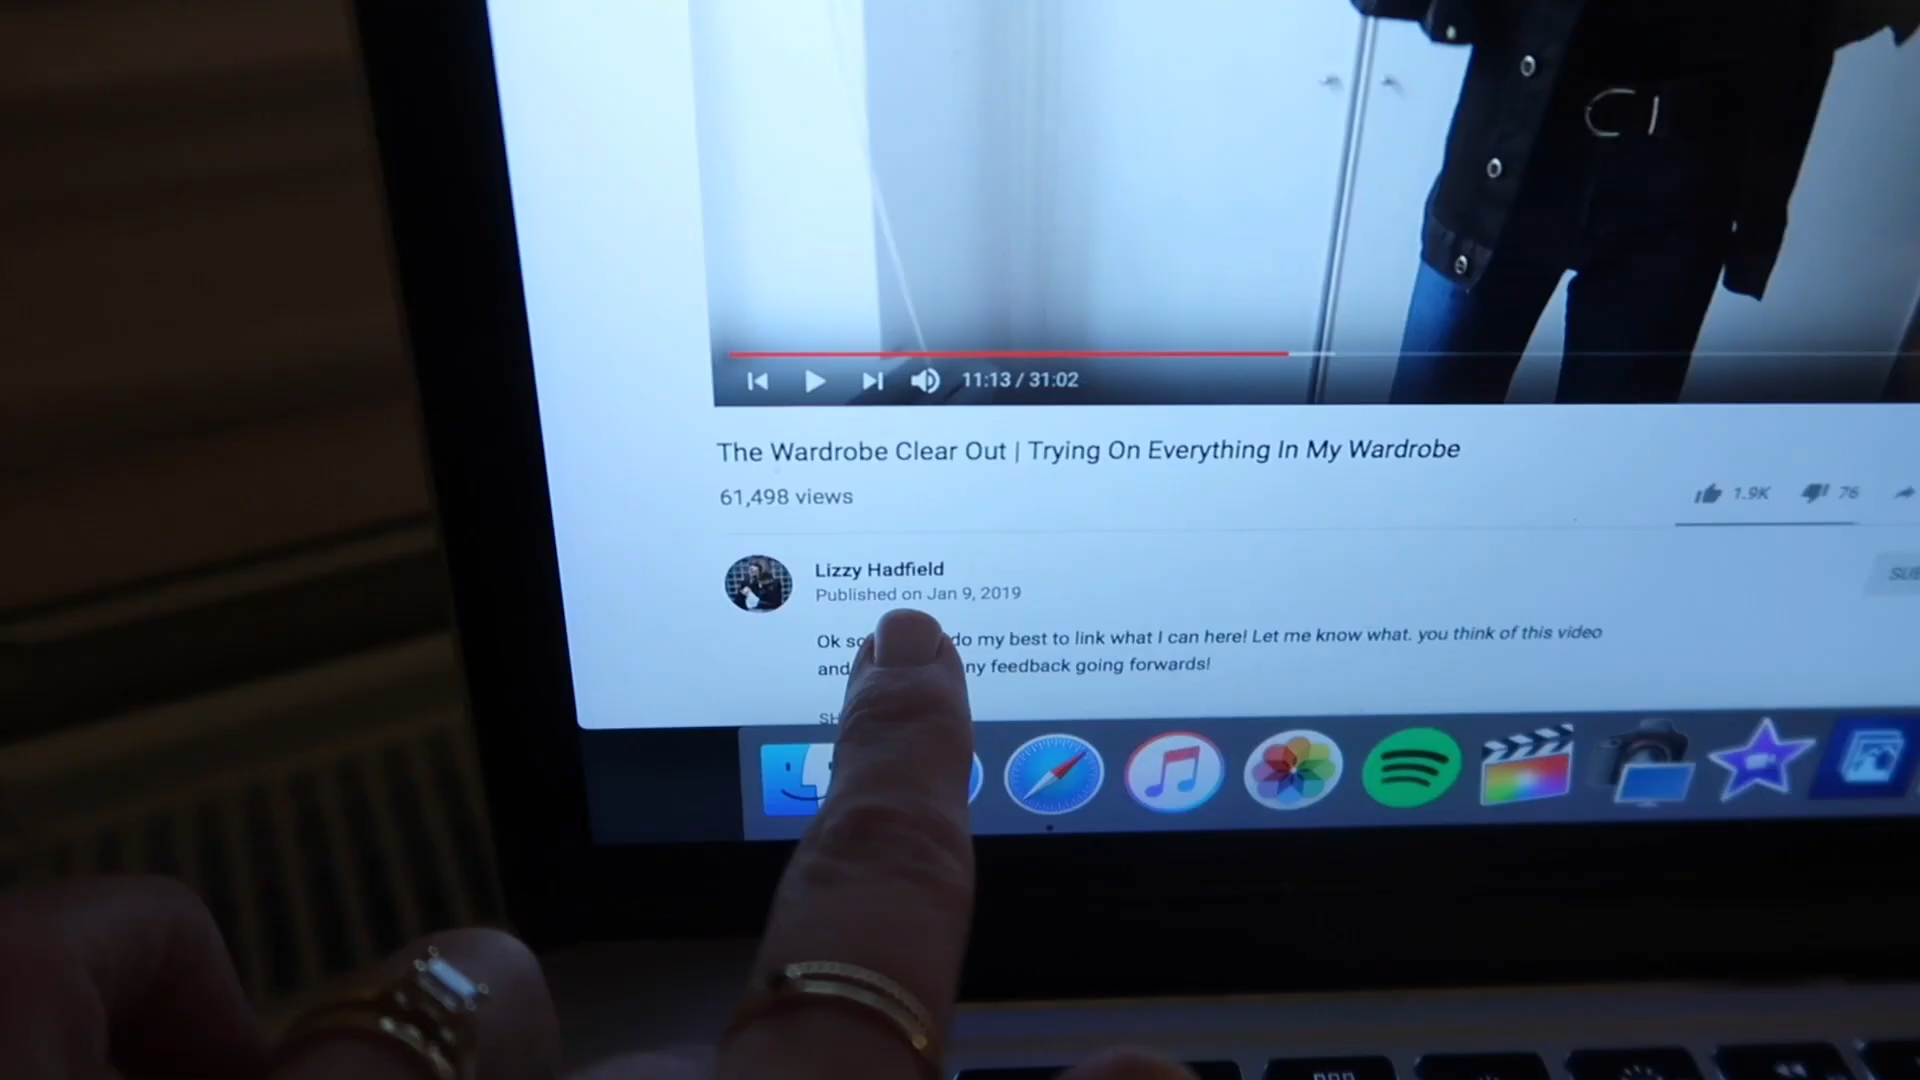 11:13 / 31:02
The Wardrobe Clear Out | Trying On Everything In My Wardrobe
61,498 views
1.9K 76
Lizzy Hadfield
Published on Jan 9, 2019
SUB
Ok so do my best to link what I can here! Let me know what. you think of this video
and ny feedback going forwards!